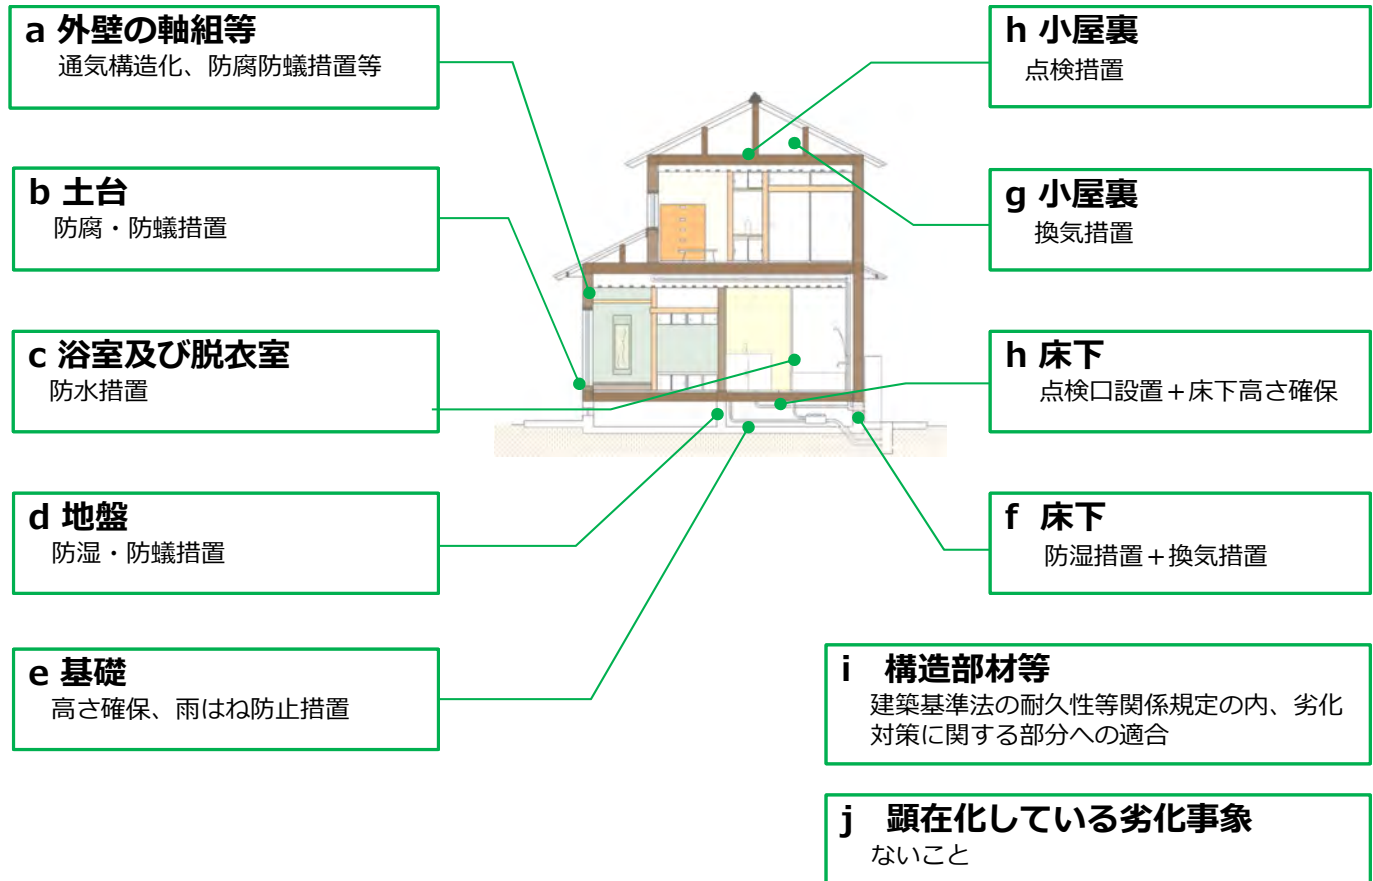 a 外壁の軸組等
通気構造化、防腐防蟻措置等
b 土台
防腐・防蟻措置
c 浴室及び脱衣室
防水措置
d 地盤
防湿・防蟻措置
e 基礎
高さ確保、雨はね防止措置
h 小屋裏
点検措置
g 小屋裏
換気措置
h 床下
点検口設置＋床下高さ確保
f 床下
防湿措置＋換気措置
i 構造部材等
建築基準法の耐久性等関係規定の内、劣化
対策に関する部分への適合
j 顕在化している劣化事象
ないこと